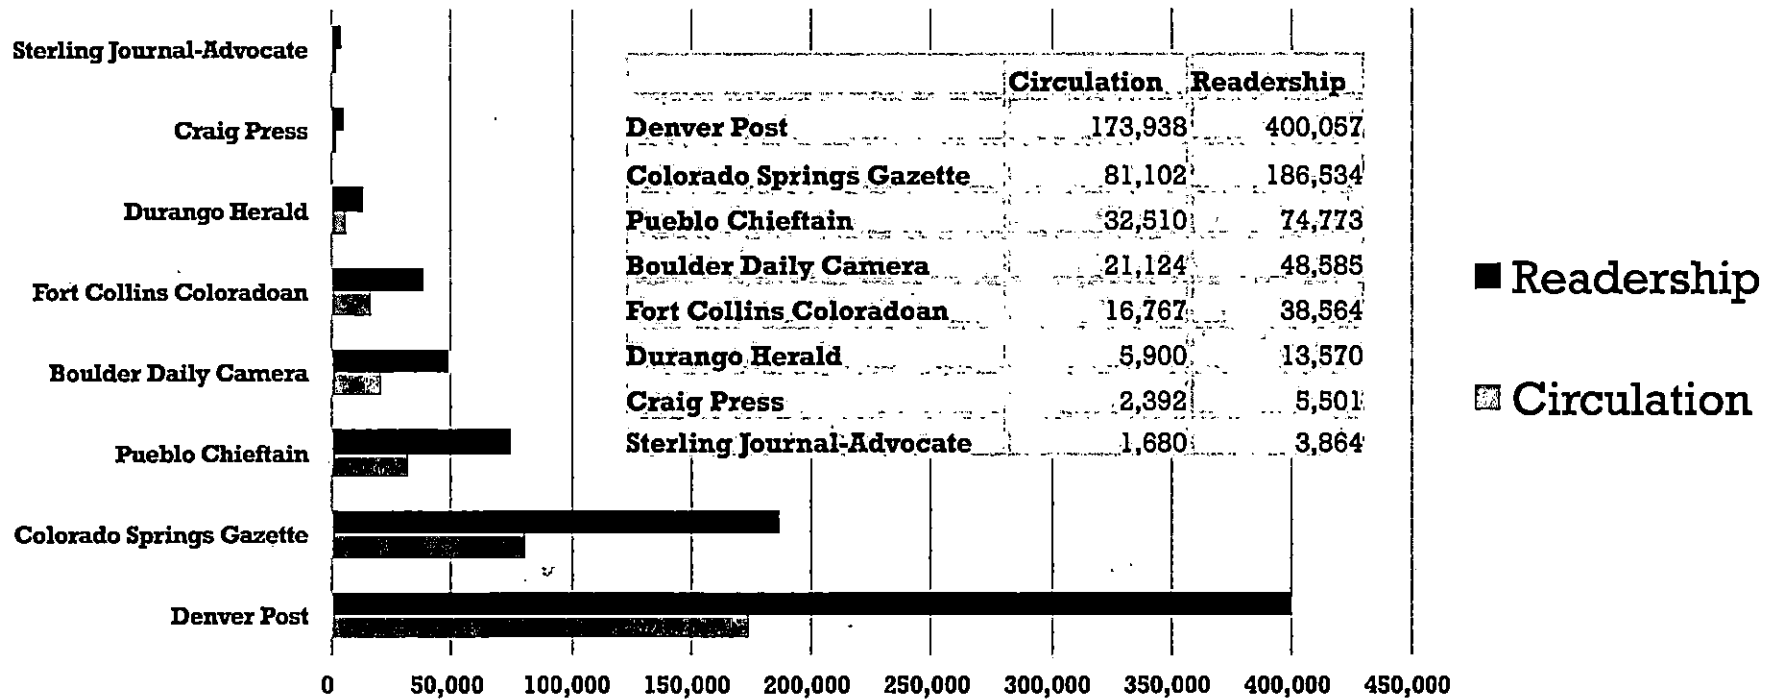 Sterling Journal-Advocate
Craig Press
Durango Herald
Fort Collins Coloradoan
Boulder Daily Camera
Pueblo Chieftain
Colorado Springs Gazette
Denver Post
0 50,000 100,000 150,000 200,000 250,000 300,000 350,000 400,000 450,000
Circulation Readership
Denver Post 173,938 400,057
Colorado Springs Gazette 81,102 186,534
Pueblo Chieftain 32,510 74,773
Boulder Daily Camera 21,124 48,585
Fort Collins Coloradoan 16,767 38,564
Durango Herald 5,900 13,570
Craig Press 2,392 5,501
Sterling Journal-Advocate 1,680 3,864
Readership
Circulation